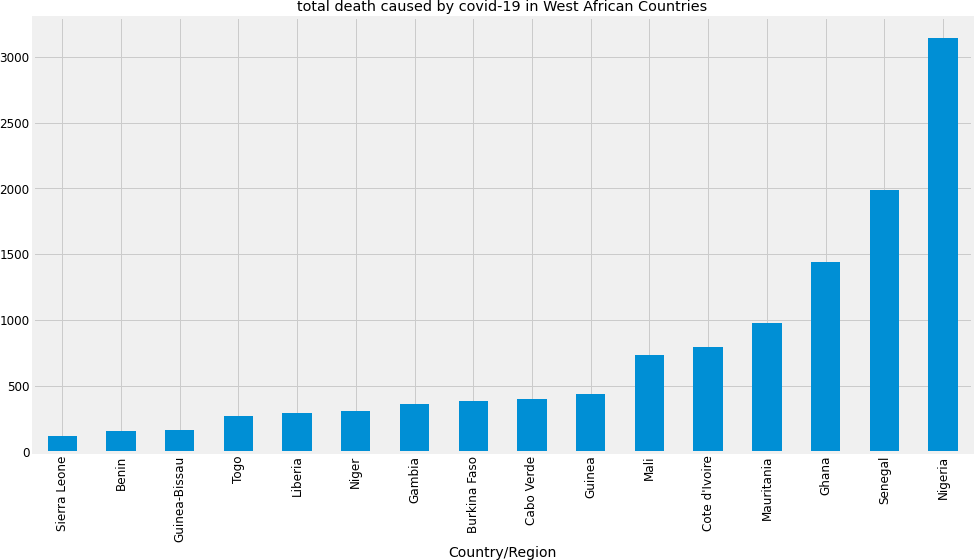 total death caused by covid-19 in West African Countries
3000
2500
2000
1500
1000
500
0
Sierra Leone
Benin
Guinea-Bissau
Togo
Liberia
Niger
Gambia
Burkina Faso
Cabo Verde
Guinea
Mali
Cote d'Ivoire
Mauritania
Ghana
Senegal
Nigeria
Country/Region